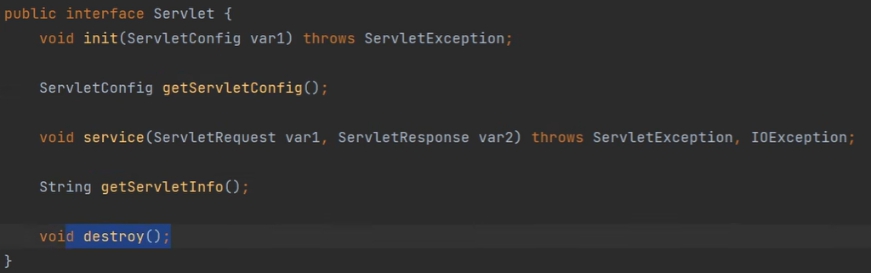 public interface Servlet {
    void init(ServletConfig var1) throws ServletException;
    ServletConfig getServletConfig();
    void service(ServletRequest var1, ServletResponse var2) throws ServletException, IOException;
    String getServletInfo();
    void destroy();
}